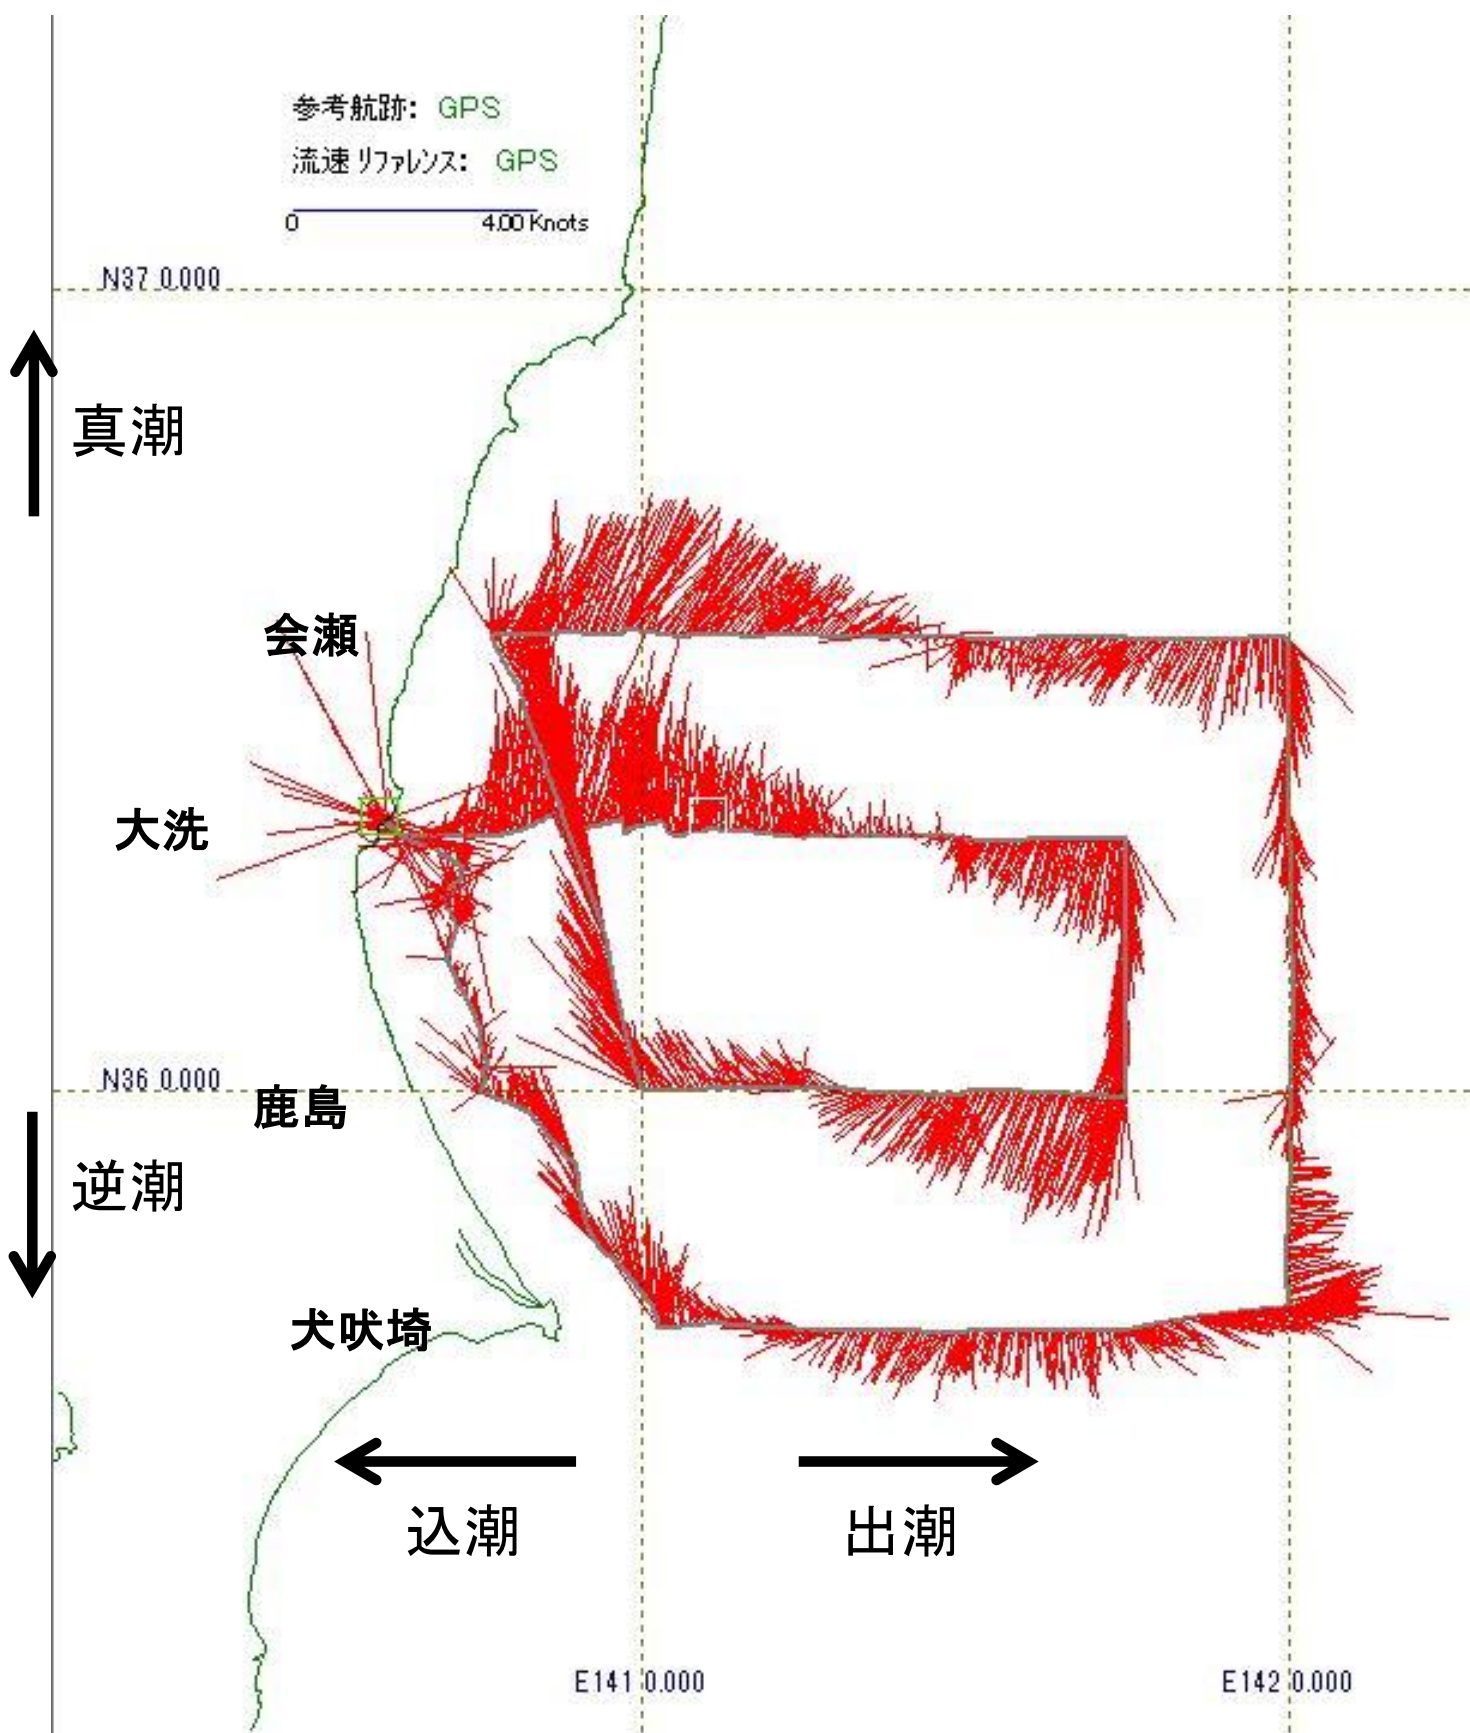 参考航跡: GPS
流速リファレンス: GPS
0 4.00 Knots
N37 0.000
真潮
会瀬
大洗
N36 0.000
鹿島
逆潮
犬吠埼
込潮 出潮
E141 0.000 E142 0.000